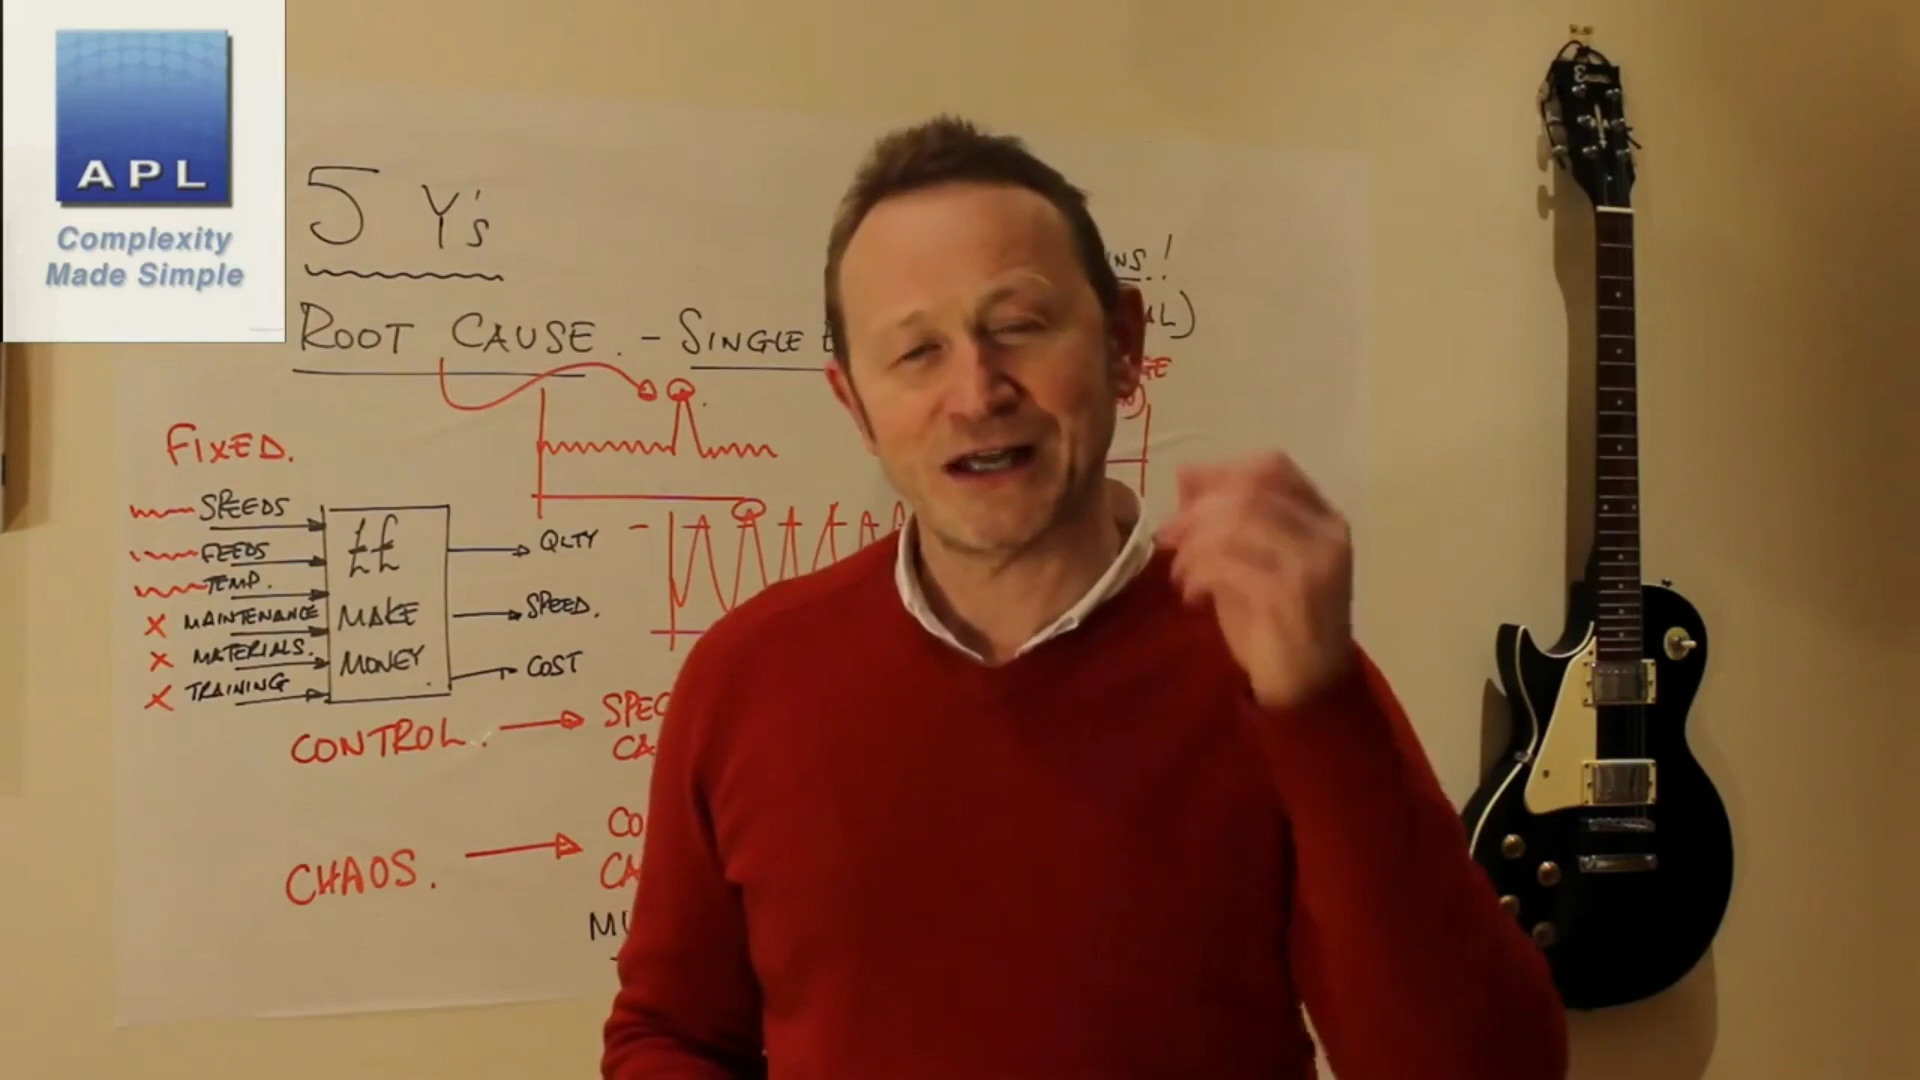 APL
Complexity
Made Simple
5 Y's
ROOT CAUSE. - SINGLE
FIXED.
SPEEDS
FEEDS
TEMP.
MAINTENANCE
MATERIALS.
TRAINING
££
MAKE
MONEY.
QLTY
SPEED.
COST
CONTROL.
CHAOS.